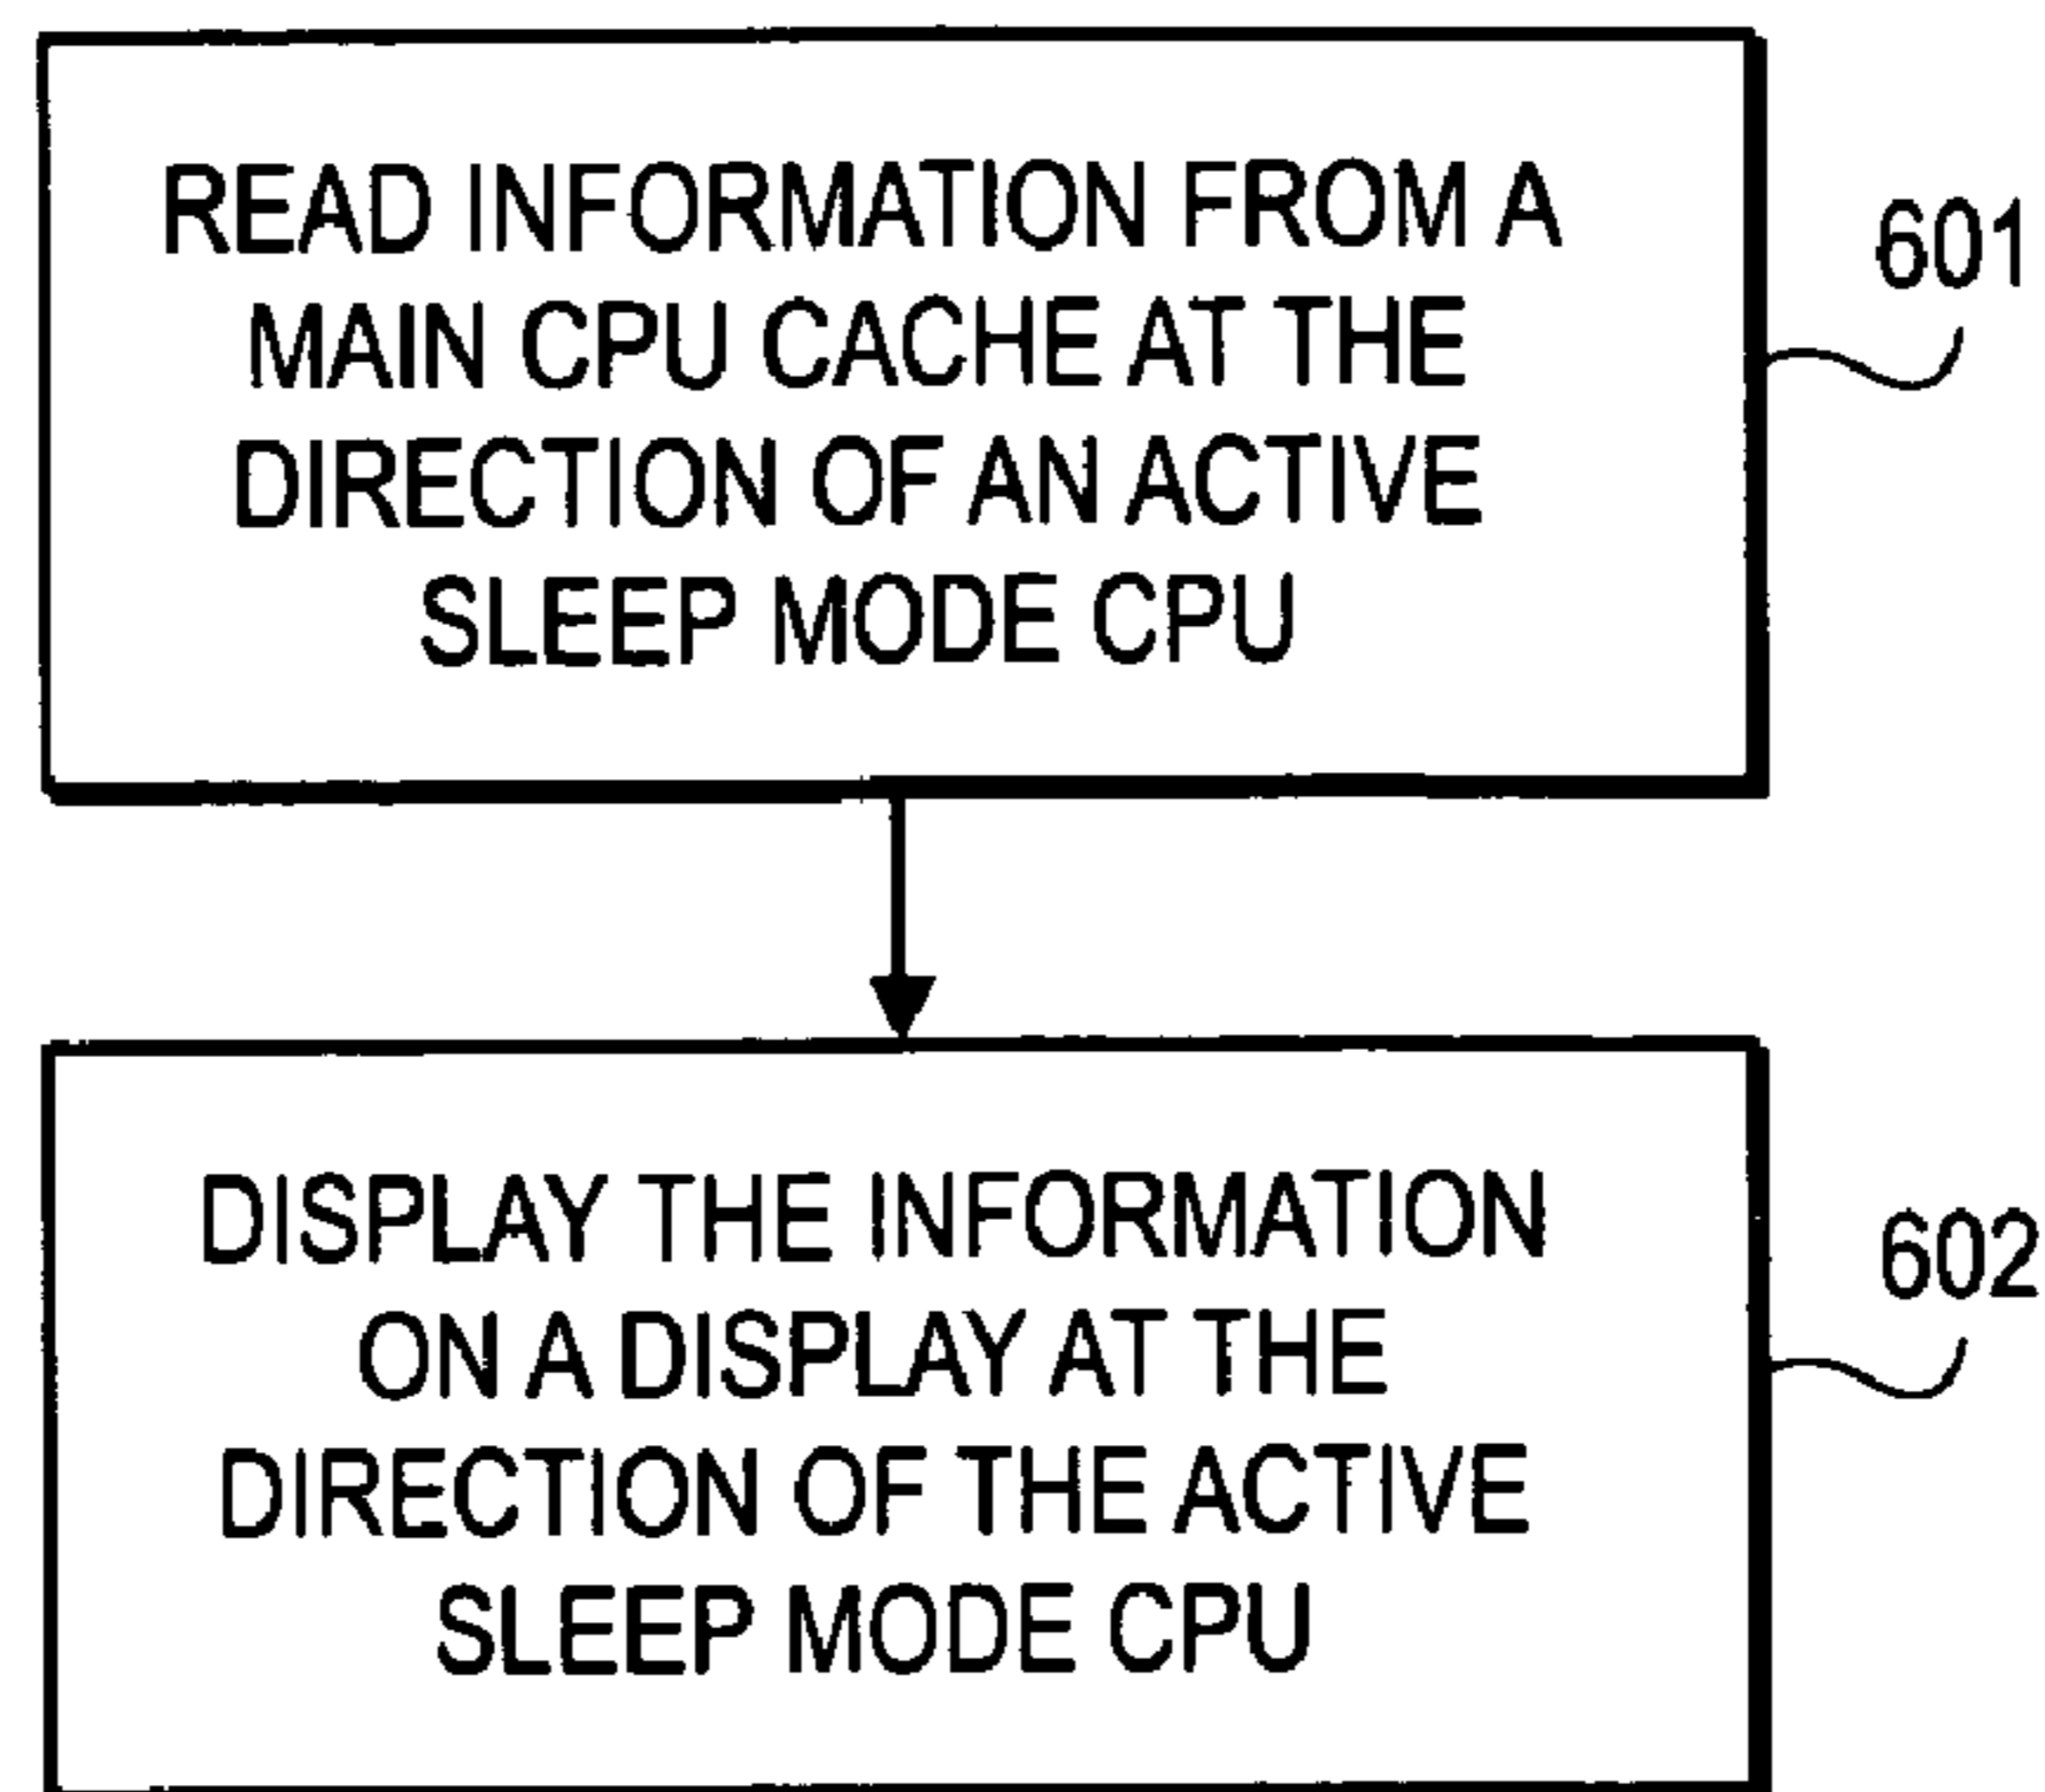 READ INFORMATION FROM A
MAIN CPU CACHE AT THE
DIRECTION OF AN ACTIVE
SLEEP MODE CPU
601
DISPLAY THE INFORMATION
ON A DISPLAY AT THE
DIRECTION OF THE ACTIVE
SLEEP MODE CPU
602